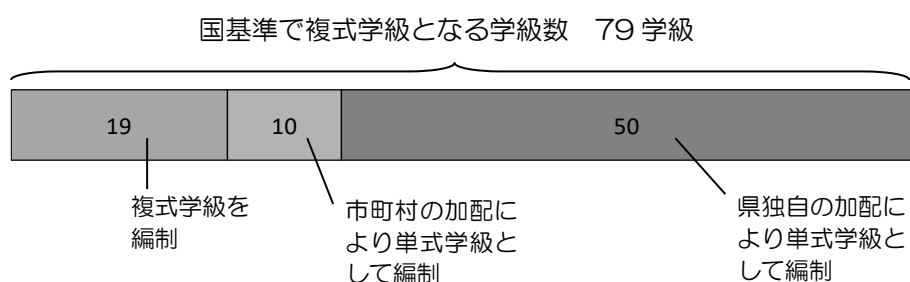 国基準で複式学級となる学級数　79学級
19
10
50
複式学級を
編制
市町村の加配に
より単式学級と
して編制
県独自の加配に
より単式学級と
して編制